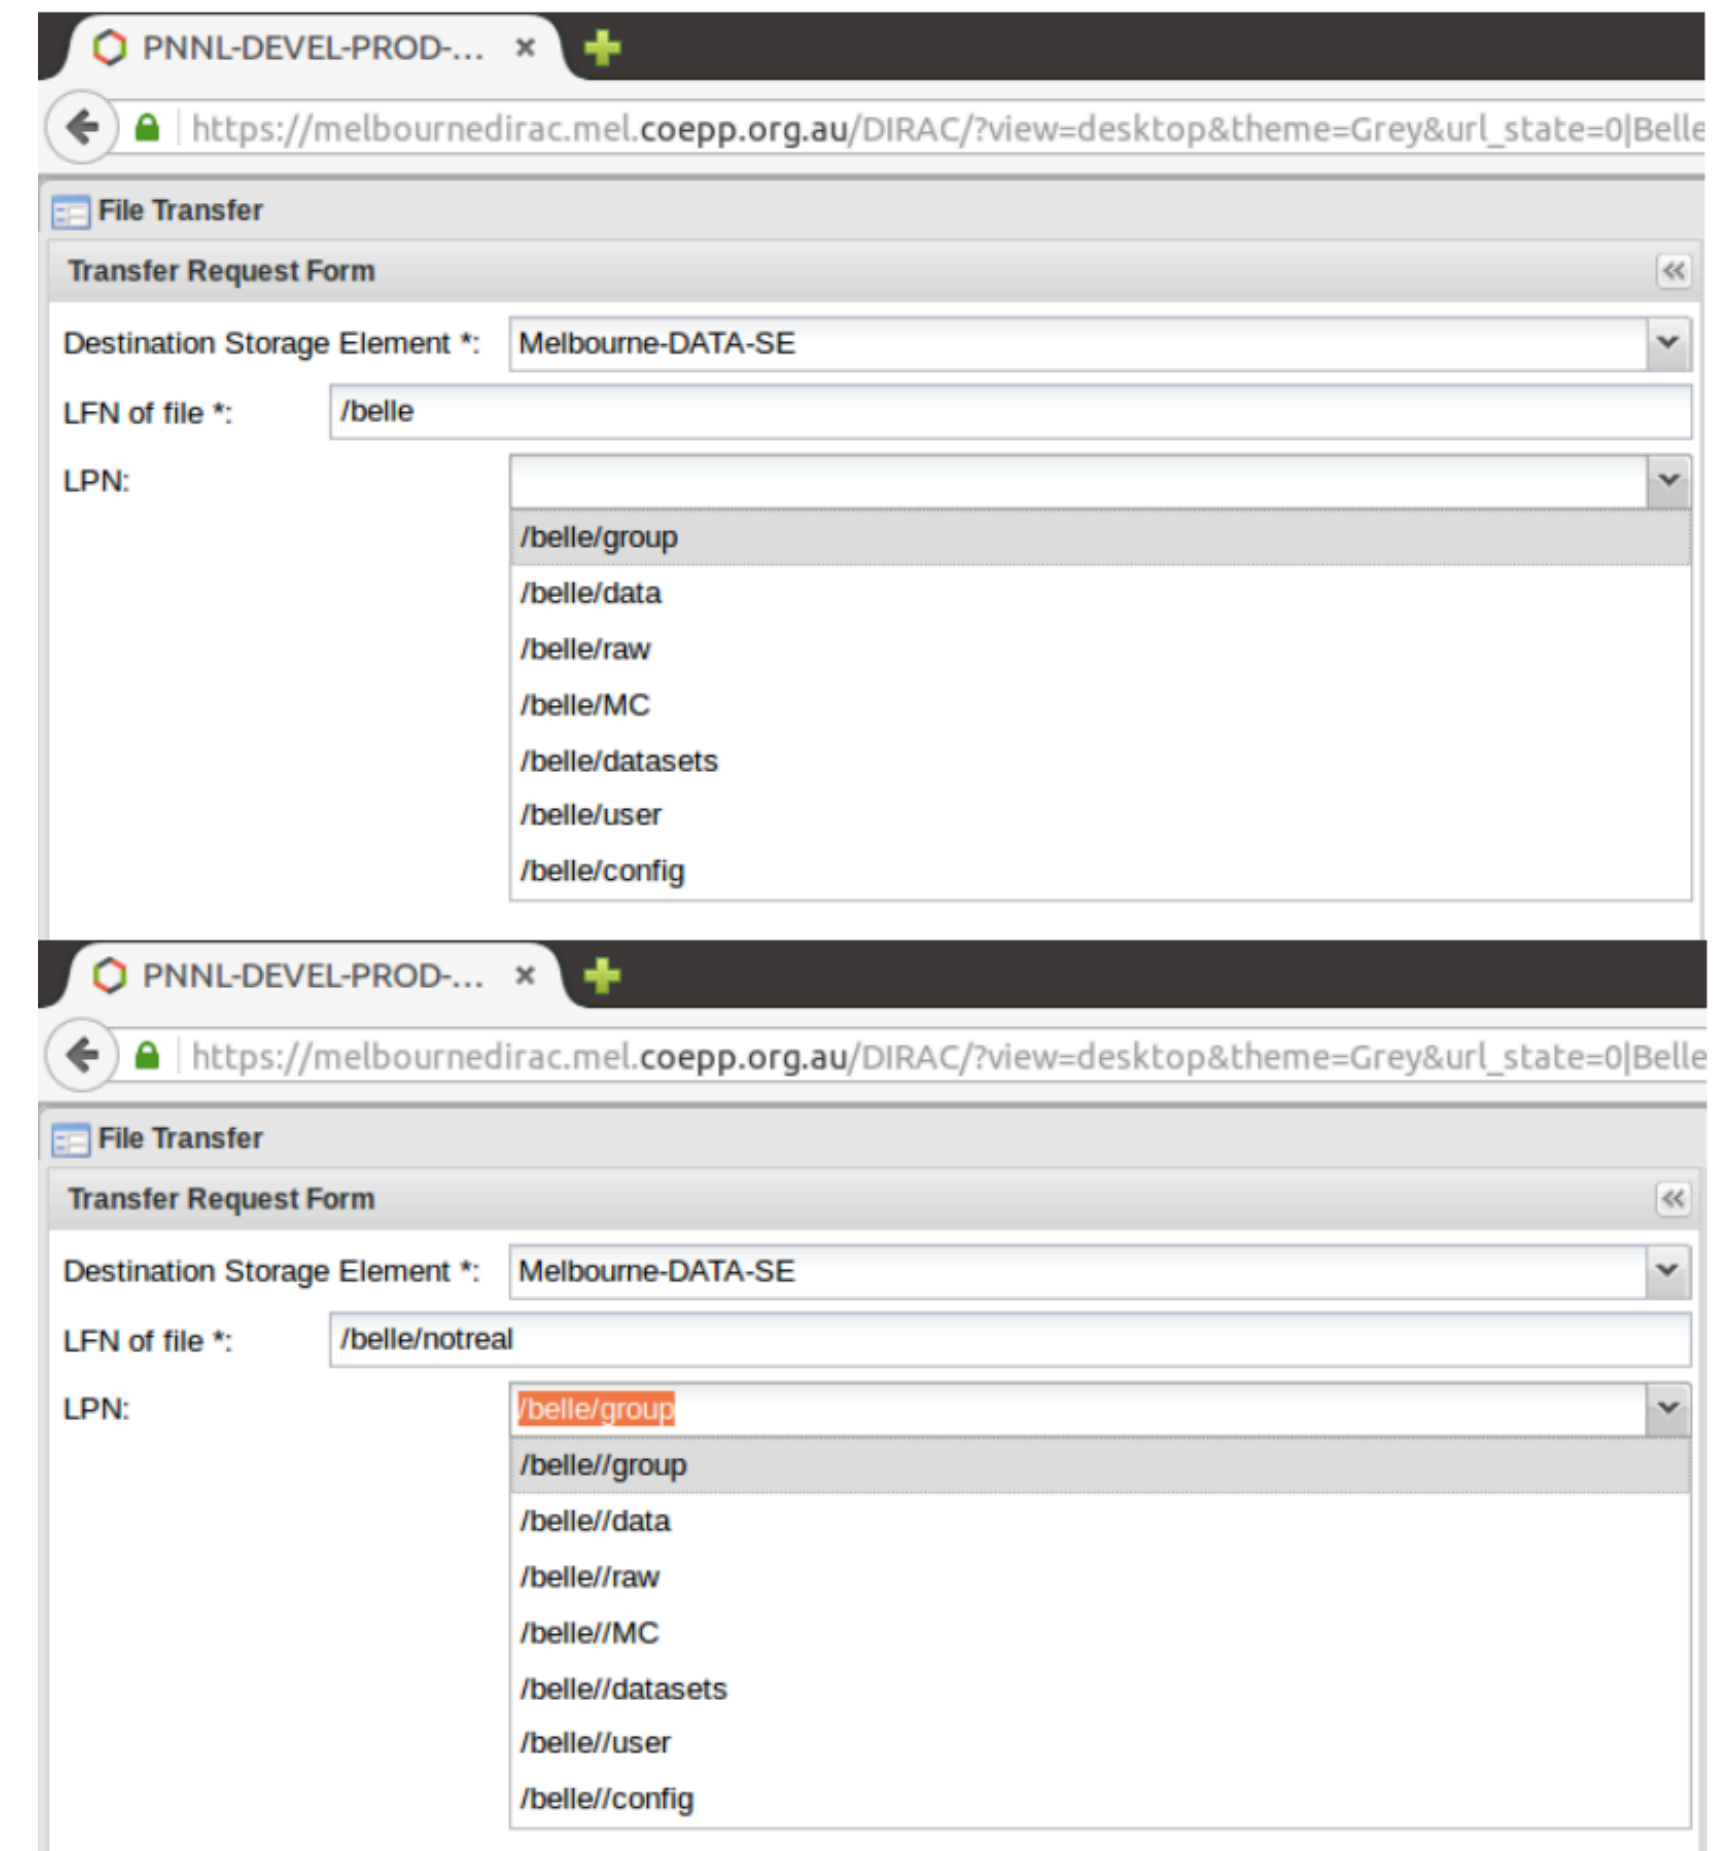 PNNL-DEVEL-PROD-...
https://melbournedirac.mel.coepp.org.au/DIRAC/?view=desktop&theme=Grey&url_state=0|Belle
File Transfer
Transfer Request Form
Destination Storage Element *: Melbourne-DATA-SE
LFN of file *: /belle
LPN:
/belle/group
/belle/data
/belle/raw
/belle/MC
/belle/datasets
/belle/user
/belle/config
PNNL-DEVEL-PROD-...
https://melbournedirac.mel.coepp.org.au/DIRAC/?view=desktop&theme=Grey&url_state=0|Belle
File Transfer
Transfer Request Form
Destination Storage Element *: Melbourne-DATA-SE
LFN of file *: /belle/notreal
LPN: /belle/group
/belle//group
/belle//data
/belle//raw
/belle//MC
/belle//datasets
/belle//user
/belle//config